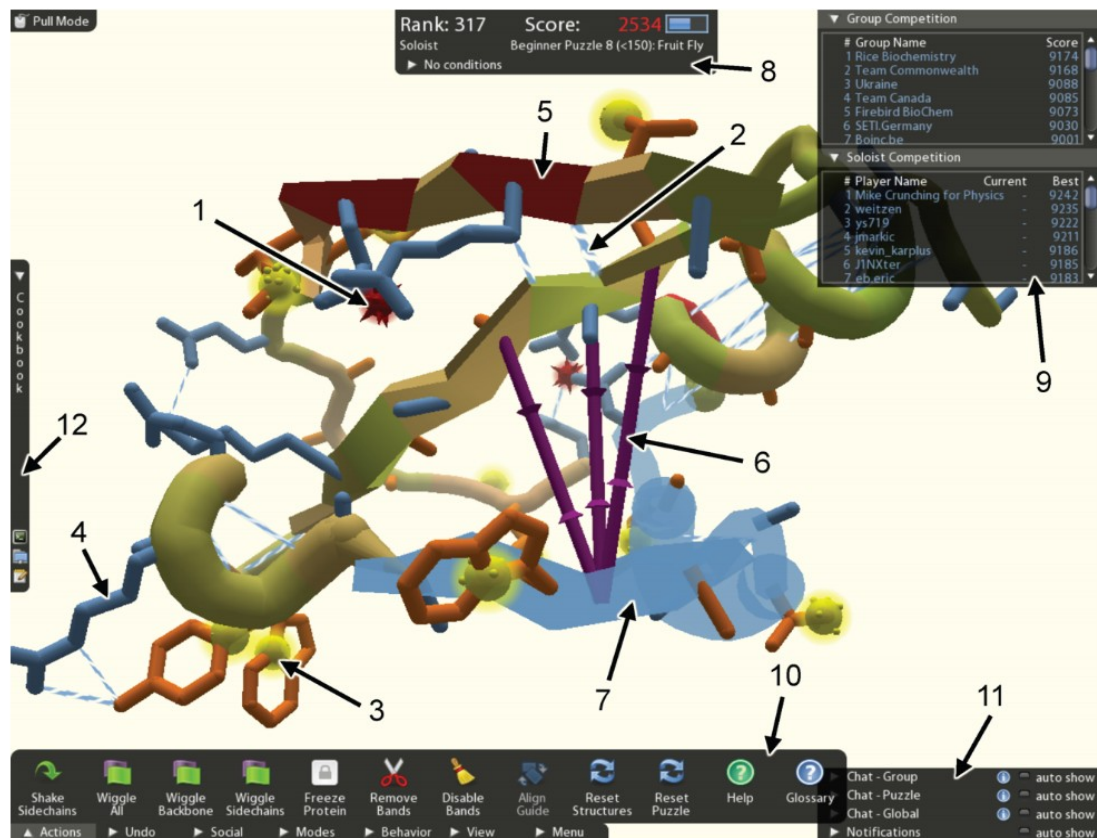 Pull Mode
Rank: 317 Score: 2534
Soloist Beginner Puzzle 8 (<150): Fruit Fly
▶ No conditions
8
▼ Group Competition
# Group Name Score
1 Rice Biochemistry 9174
2 Team Commonwealth 9168
3 Ukraine 9088
4 Team Canada 9085
5 Firebird BioChem 9073
6 SETI.Germany 9030
7 Boinc.be 9001
▼ Soloist Competition
# Player Name Current Best
1 Mike Crunching for Physics - 9242
2 weitzen - 9235
3 ys719 - 9222
4 jmarkic - 9211
5 kevin_karplus - 9186
6 J1NXter - 9185
7 eb.eric - 9183
5
2
1
9
▼ Cookbook
12
6
4
3
7
10
11
Shake Sidechains
Wiggle All
Wiggle Backbone
Wiggle Sidechains
Freeze Protein
Remove Bands
Disable Bands
Align Guide
Reset Structures
Reset Puzzle
Help
Glossary
▲ Actions ▶ Undo ▶ Social ▶ Modes ▶ Behavior ▶ View ▶ Menu
▶ Chat - Group auto show
▶ Chat - Puzzle auto show
▶ Chat - Global auto show
▶ Notifications auto show